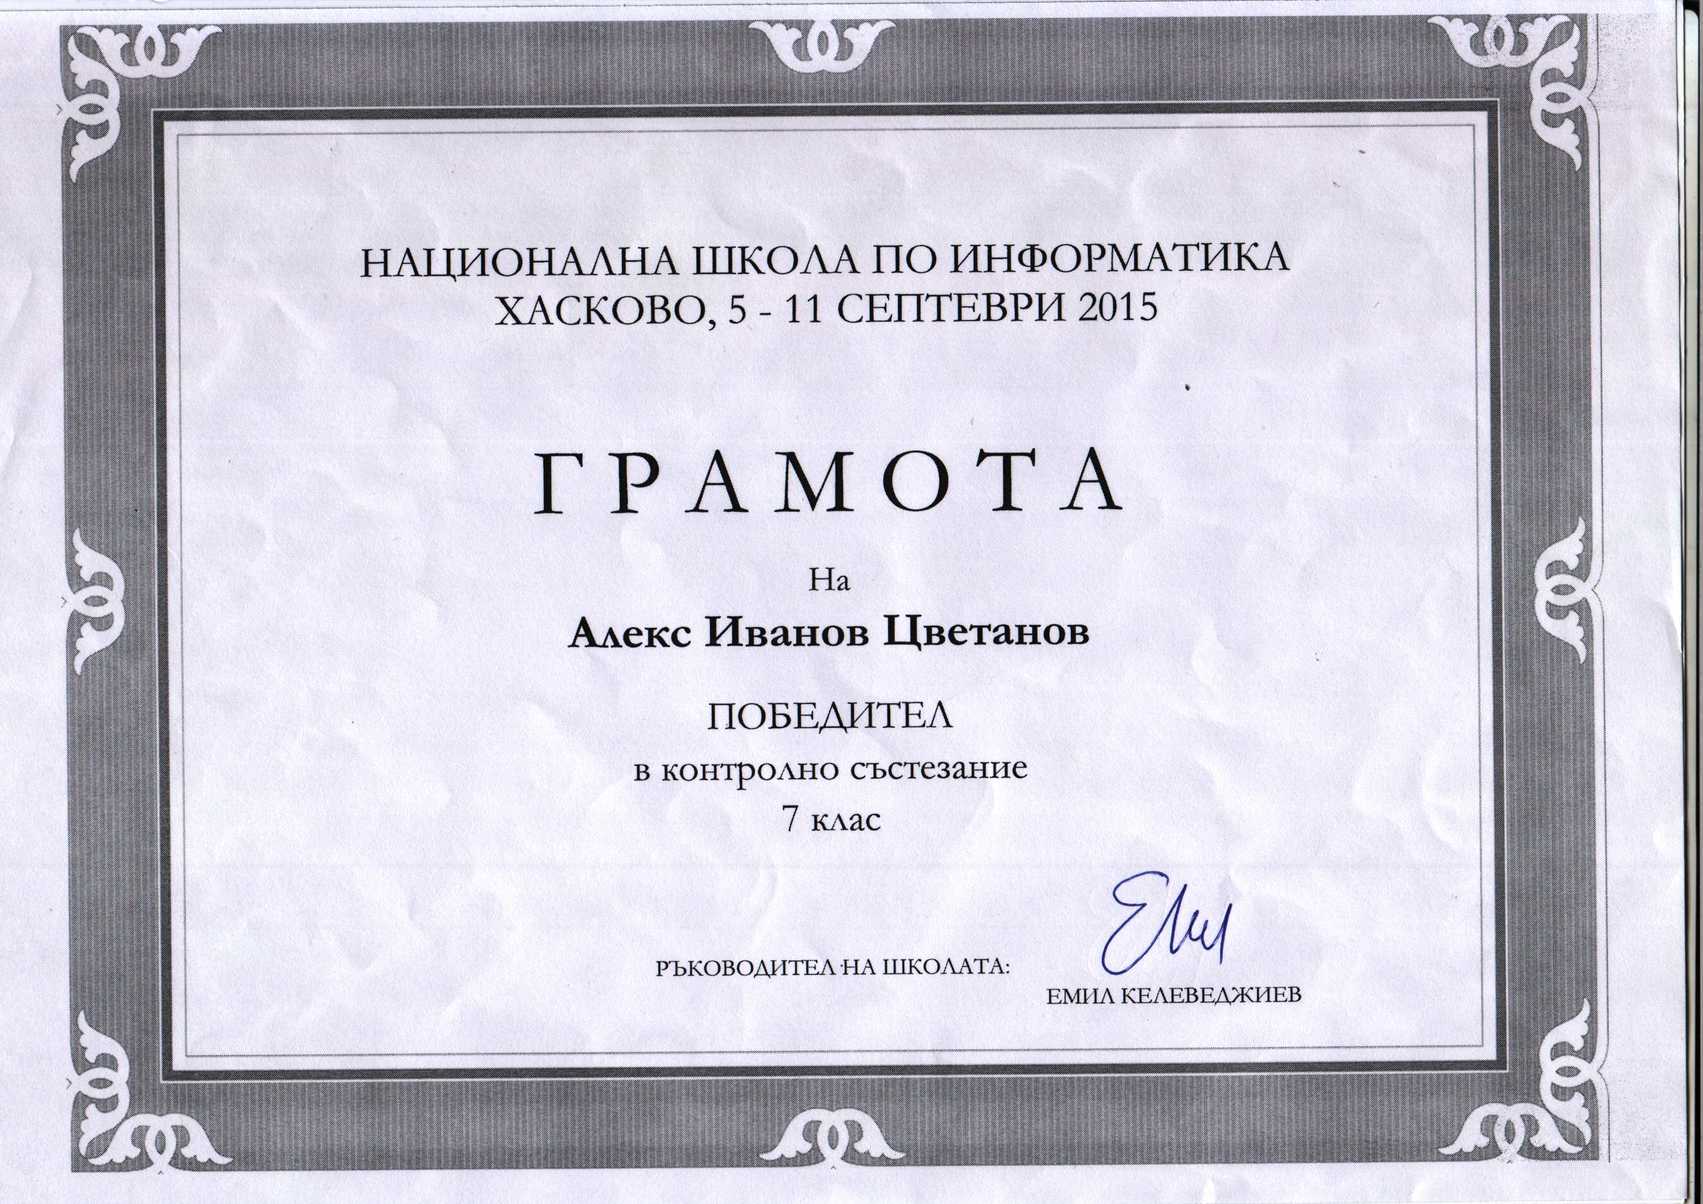 НАЦИОНАЛНА ШКОЛА ПО ИНФОРМАТИКА
ХАСКОВО, 5 - 11 СЕПТЕВРИ 2015
ГРАМОТА
На
Алекс Иванов Цветанов
ПОБЕДИТЕЛ
в контролно състезание
7 клас
РЪКОВОДИТЕЛ НА ШКОЛАТА:
ЕМИЛ КЕЛЕВЕДЖИЕВ